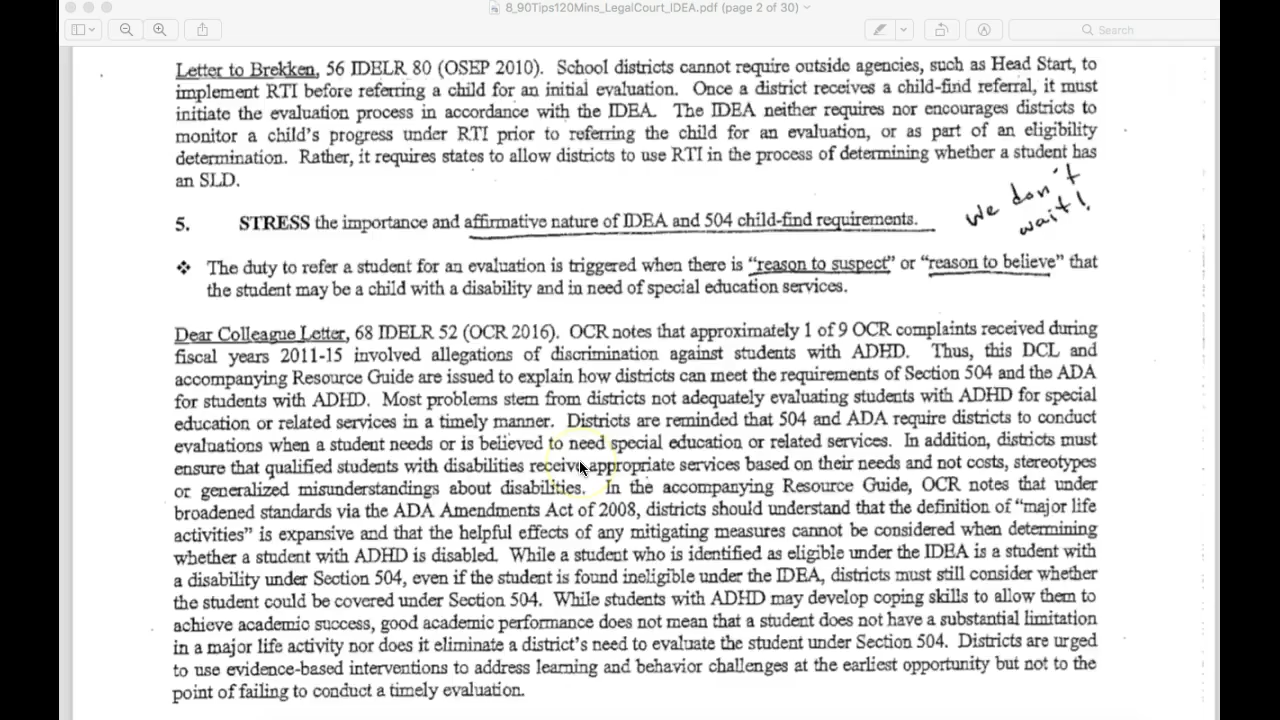 8_90Tips120Mins_LegalCourt_IDEA.pdf (page 2 of 30)
Search
Letter to Brekken, 56 IDELR 80 (OSEP 2010). School districts cannot require outside agencies, such as Head Start, to
implement RTI before referring a child for an initial evaluation. Once a district receives a child-find referral, it must
initiate the evaluation process in accordance with the IDEA. The IDEA neither requires nor encourages districts to
monitor a child's progress under RTI prior to referring the child for an evaluation, or as part of an eligibility
determination. Rather, it requires states to allow districts to use RTI in the process of determining whether a student has
an SLD.
we don't
wait!
5. STRESS the importance and affirmative nature of IDEA and 504 child-find requirements.
❖ The duty to refer a student for an evaluation is triggered when there is "reason to suspect" or "reason to believe" that
the student may be a child with a disability and in need of special education services.
Dear Colleague Letter, 68 IDELR 52 (OCR 2016). OCR notes that approximately 1 of 9 OCR complaints received during
fiscal years 2011-15 involved allegations of discrimination against students with ADHD. Thus, this DCL and
accompanying Resource Guide are issued to explain how districts can meet the requirements of Section 504 and the ADA
for students with ADHD. Most problems stem from districts not adequately evaluating students with ADHD for special
education or related services in a timely manner. Districts are reminded that 504 and ADA require districts to conduct
evaluations when a student needs or is believed to need special education or related services. In addition, districts must
ensure that qualified students with disabilities receive appropriate services based on their needs and not costs, stereotypes
or generalized misunderstandings about disabilities. In the accompanying Resource Guide, OCR notes that under
broadened standards via the ADA Amendments Act of 2008, districts should understand that the definition of "major life
activities" is expansive and that the helpful effects of any mitigating measures cannot be considered when determining
whether a student with ADHD is disabled. While a student who is identified as eligible under the IDEA is a student with
a disability under Section 504, even if the student is found ineligible under the IDEA, districts must still consider whether
the student could be covered under Section 504. While students with ADHD may develop coping skills to allow them to
achieve academic success, good academic performance does not mean that a student does not have a substantial limitation
in a major life activity nor does it eliminate a district's need to evaluate the student under Section 504. Districts are urged
to use evidence-based interventions to address learning and behavior challenges at the earliest opportunity but not to the
point of failing to conduct a timely evaluation.